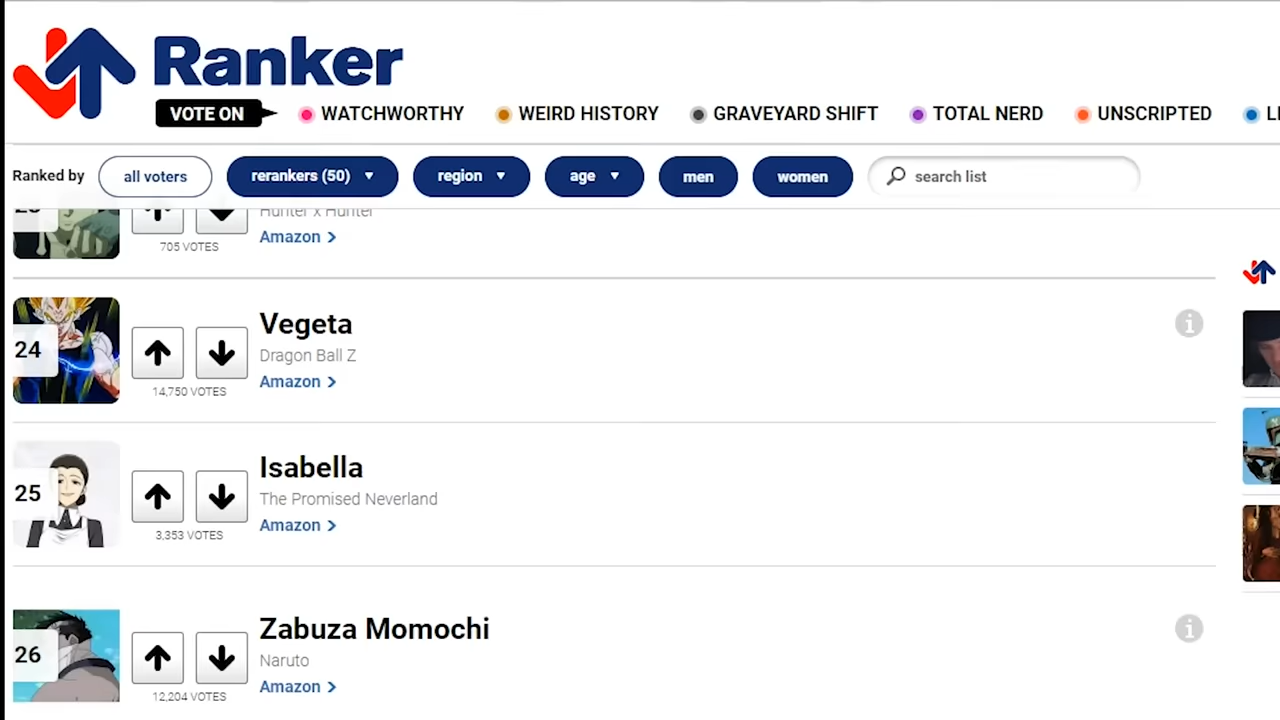 Ranker
VOTE ON
WATCHWORTHY
WEIRD HISTORY
GRAVEYARD SHIFT
TOTAL NERD
UNSCRIPTED
Ranked by
all voters
rerankers (50)
region
age
men
women
search list
Hunter x Hunter
705 VOTES
Amazon
24
Vegeta
Dragon Ball Z
Amazon
14,750 VOTES
25
Isabella
The Promised Neverland
Amazon
3,353 VOTES
26
Zabuza Momochi
Naruto
Amazon
12,204 VOTES